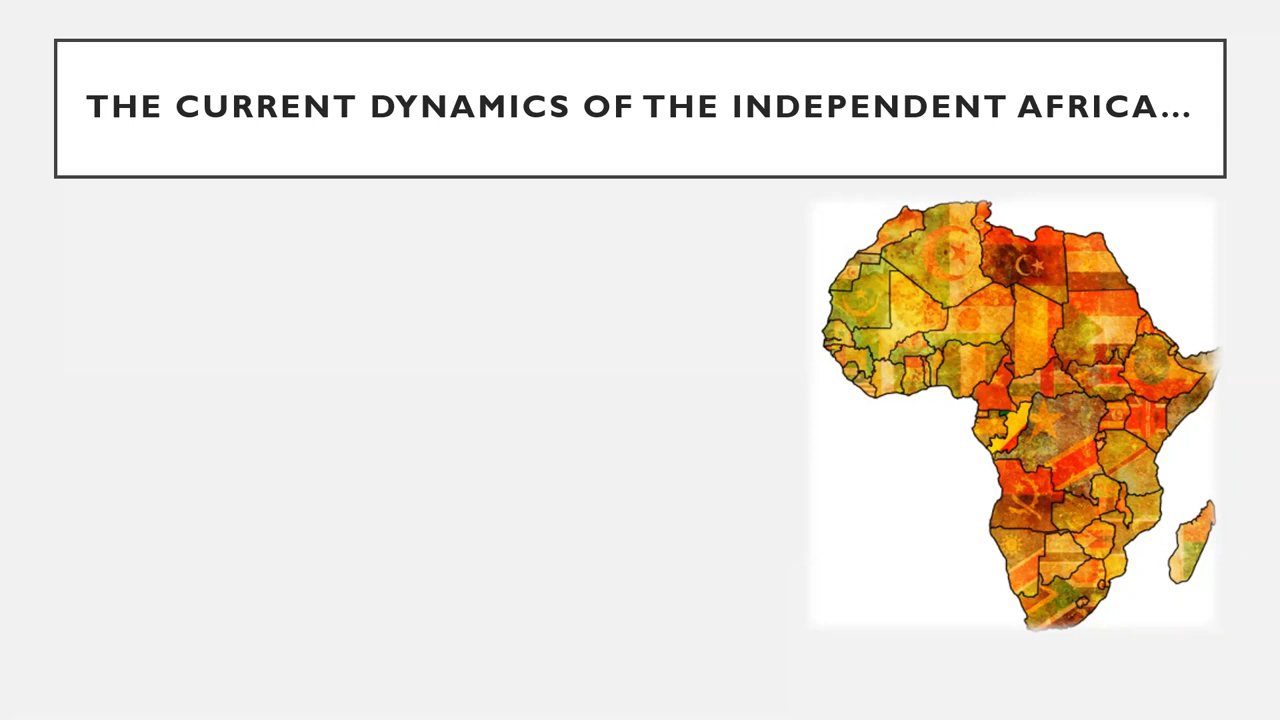 THE CURRENT DYNAMICS OF THE INDEPENDENT AFRICA…